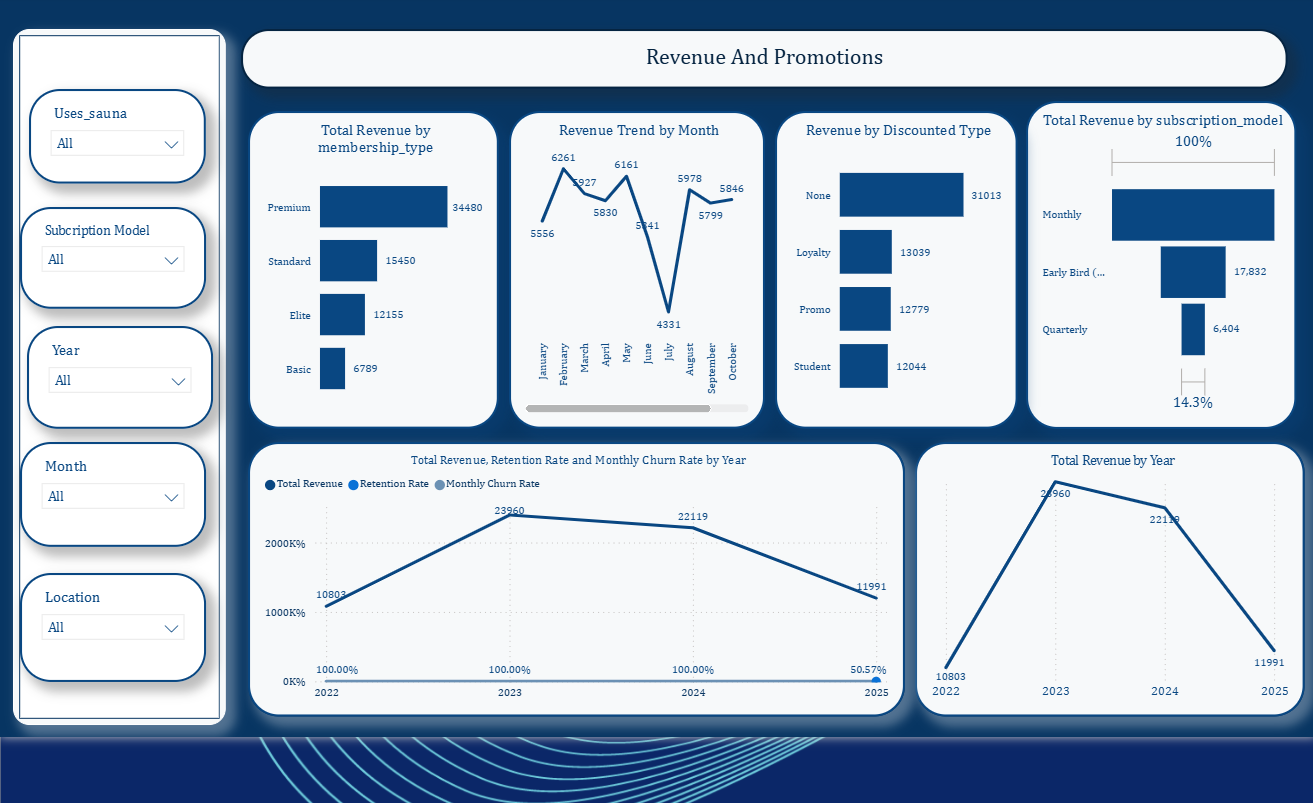 Revenue And Promotions
Uses_sauna
All
Subcription Model
All
Year
All
Month
All
Location
All
Total Revenue by
membership_type
Premium
34480
Standard
15450
Elite
12155
Basic
6789
Revenue Trend by Month
6261
6161
5927
5978
5846
5830
5799
5556
5341
4331
January
February
March
April
May
June
July
August
September
October
Revenue by Discounted Type
None
31013
Loyalty
13039
Promo
12779
Student
12044
Total Revenue by subscription_model
100%
Monthly
Early Bird (...
17,832
Quarterly
6,404
14.3%
Total Revenue, Retention Rate and Monthly Churn Rate by Year
Total Revenue
Retention Rate
Monthly Churn Rate
23960
22119
2000K%
10803
11991
1000K%
100.00%
100.00%
100.00%
50.57%
0K%
2022
2023
2024
2025
Total Revenue by Year
23960
22119
11991
10803
2022
2023
2024
2025